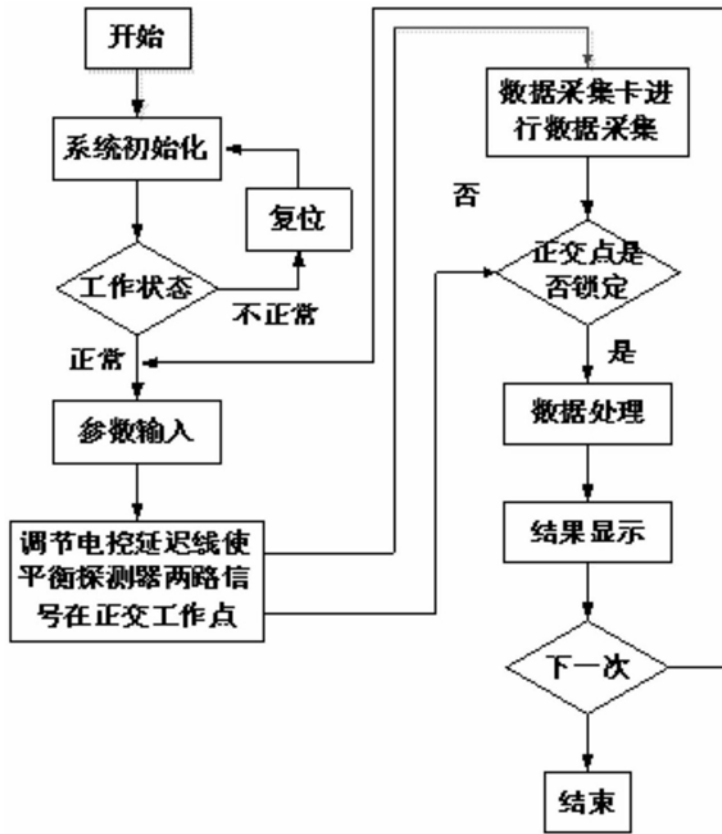 开始
系统初始化
复位
工作状态
不正常
正常
参数输入
调节电控延迟线使
平衡探测器两路信
号在正交工作点
数据采集卡进
行数据采集
否
正交点是
否锁定
是
数据处理
结果显示
下一次
结束